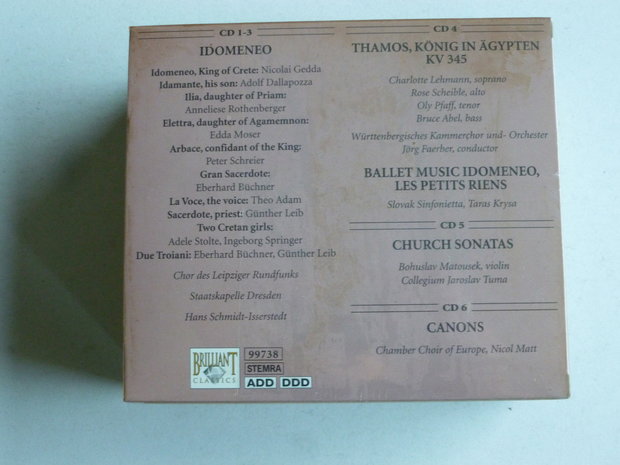 CD 1-3
IDOMENEO
Idomeneo, King of Crete: Nicolai Gedda
Idamante, his son: Adolf Dallapozza
Ilia, daughter of Priam:
Anneliese Rothenberger
Elettra, daughter of Agamemnon:
Edda Moser
Arbace, confidant of the King:
Peter Schreier
Gran Sacerdote:
Eberhard Büchner
La Voce, the voice: Theo Adam
Sacerdote, priest: Günther Leib
Two Cretan girls:
Adele Stolte, Ingeborg Springer
Due Troiani: Eberhard Büchner, Günther Leib
Chor des Leipziger Rundfunks
Staatskapelle Dresden
Hans Schmidt-Isserstedt
BRILLIANT
CLASSICS
99738
STEMRA
ADD DDD
CD 4
THAMOS, KÖNIG IN ÄGYPTEN
KV 345
Charlotte Lehmann, soprano
Rose Scheible, alto
Oly Pfaff, tenor
Bruce Abel, bass
Württenbergisches Kammerchor und- Orchester
Jörg Faerber, conductor
BALLET MUSIC IDOMENEO,
LES PETITS RIENS
Slovak Sinfonietta, Taras Krysa
CD 5
CHURCH SONATAS
Bohuslav Matousek, violin
Collegium Jaroslav Tuma
CD 6
CANONS
Chamber Choir of Europe, Nicol Matt